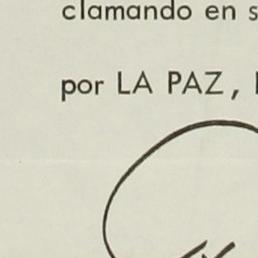 clamando en s
por LA PAZ,